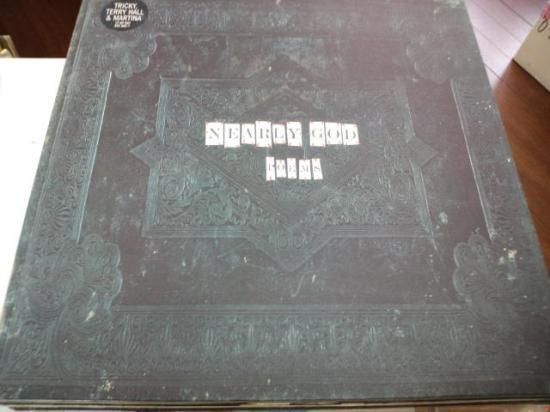 TRICKY,
TERRY HALL
& MARTINA
NEARLY GOD
POEMS